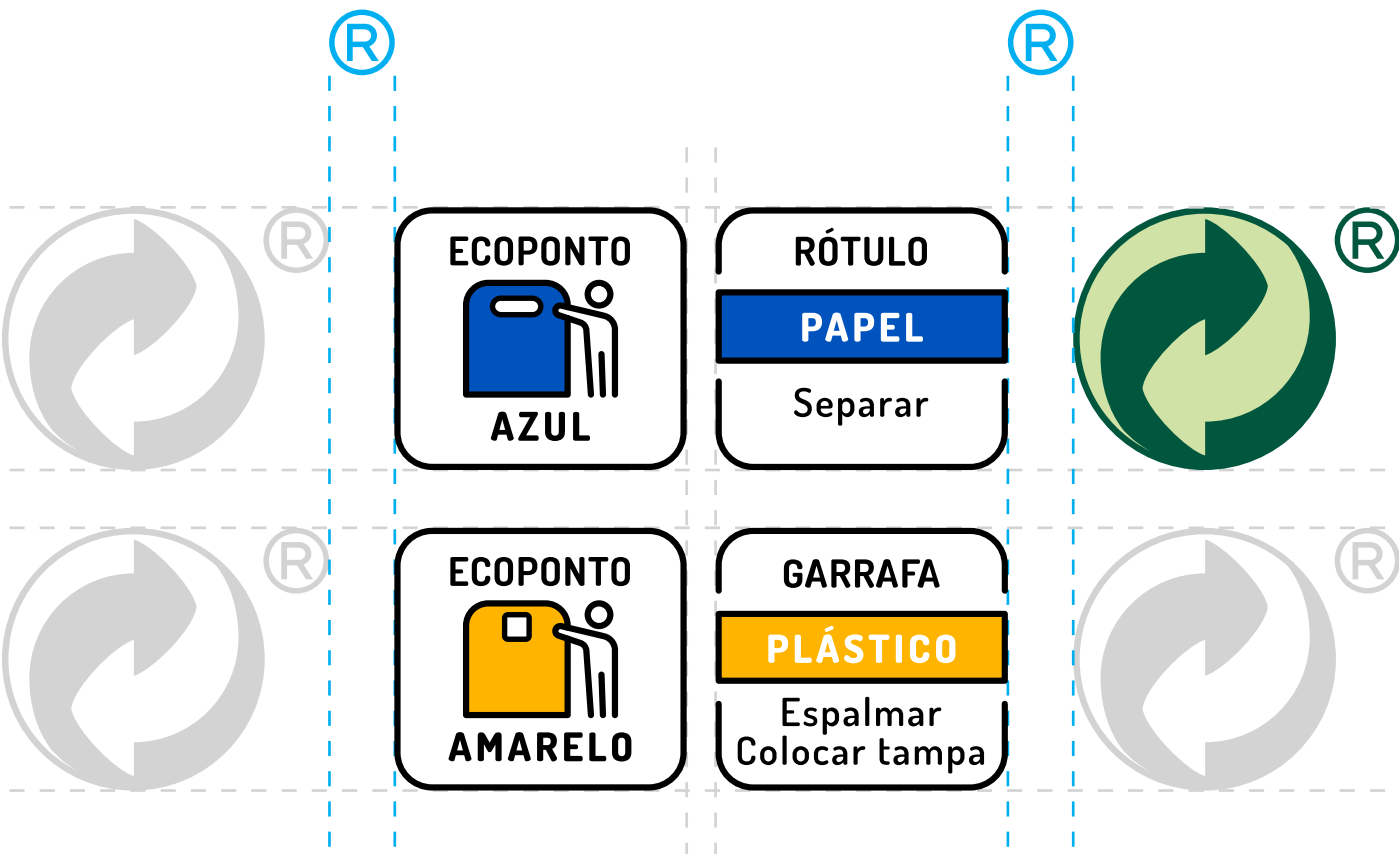 ® ®
® ECOPONTO RÓTULO ®
PAPEL
AZUL Separar
® ECOPONTO GARRAFA ®
PLÁSTICO
AMARELO Espalmar
Colocar tampa